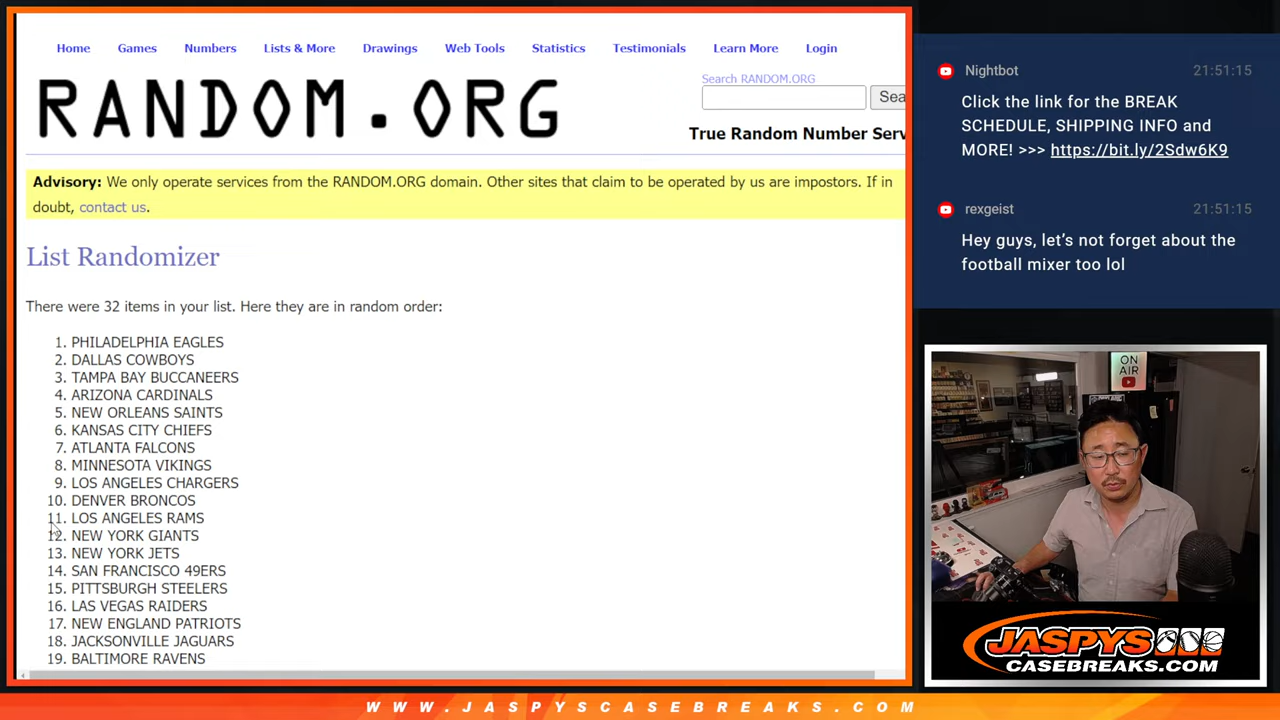 Home Games Numbers Lists & More Drawings Web Tools Statistics Testimonials Learn More Login
RANDOM.ORG
Search RANDOM.ORG
Sea
True Random Number Serv
Advisory: We only operate services from the RANDOM.ORG domain. Other sites that claim to be operated by us are impostors. If in
doubt, contact us.
List Randomizer
There were 32 items in your list. Here they are in random order:
1. PHILADELPHIA EAGLES
2. DALLAS COWBOYS
3. TAMPA BAY BUCCANEERS
4. ARIZONA CARDINALS
5. NEW ORLEANS SAINTS
6. KANSAS CITY CHIEFS
7. ATLANTA FALCONS
8. MINNESOTA VIKINGS
9. LOS ANGELES CHARGERS
10. DENVER BRONCOS
11. LOS ANGELES RAMS
12. NEW YORK GIANTS
13. NEW YORK JETS
14. SAN FRANCISCO 49ERS
15. PITTSBURGH STEELERS
16. LAS VEGAS RAIDERS
17. NEW ENGLAND PATRIOTS
18. JACKSONVILLE JAGUARS
19. BALTIMORE RAVENS
Nightbot 21:51:15
Click the link for the BREAK
SCHEDULE, SHIPPING INFO and
MORE! >>> https://bit.ly/2Sdw6K9
rexgeist 21:51:15
Hey guys, let's not forget about the
football mixer too lol
ON
AIR
JASPYS
CASEBREAKS.COM
WWW.JASPYSCASEBREAKS.COM